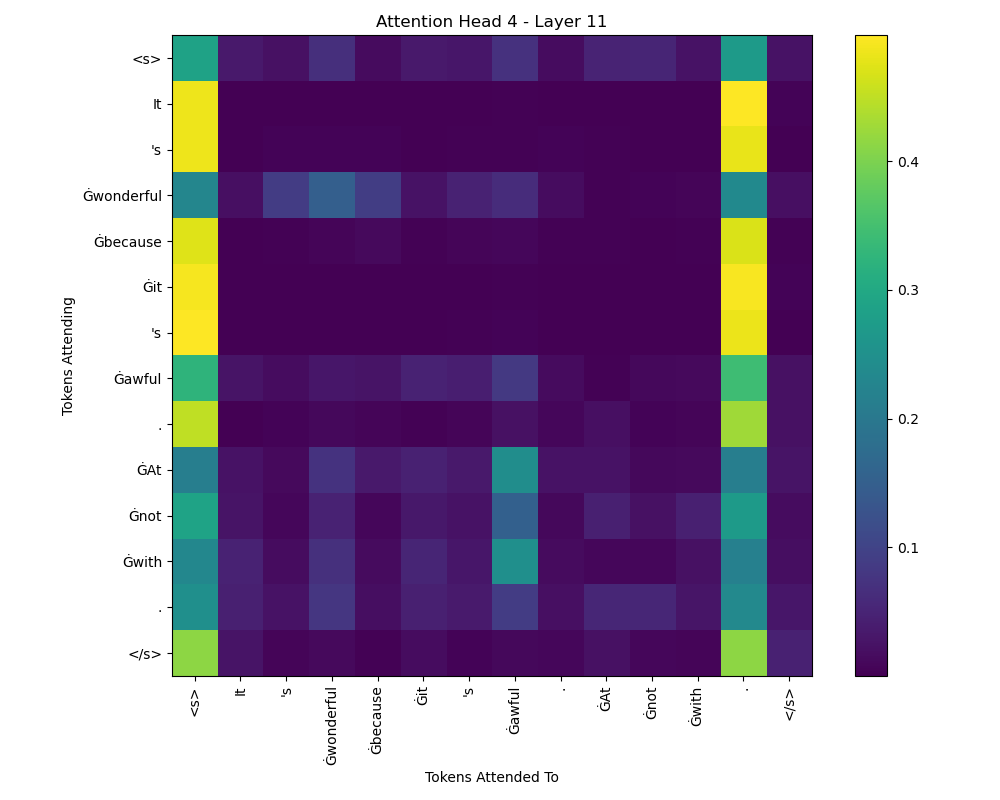 Attention Head 4 - Layer 11
<s>
It
's
Ġwonderful
Ġbecause
Ġit
's
Ġawful
.
ĠAt
Ġnot
Ġwith
.
</s>
Tokens Attending
<s>
It
's
Ġwonderful
Ġbecause
Ġit
's
Ġawful
.
ĠAt
Ġnot
Ġwith
.
</s>
Tokens Attended To
0.4
0.3
0.2
0.1